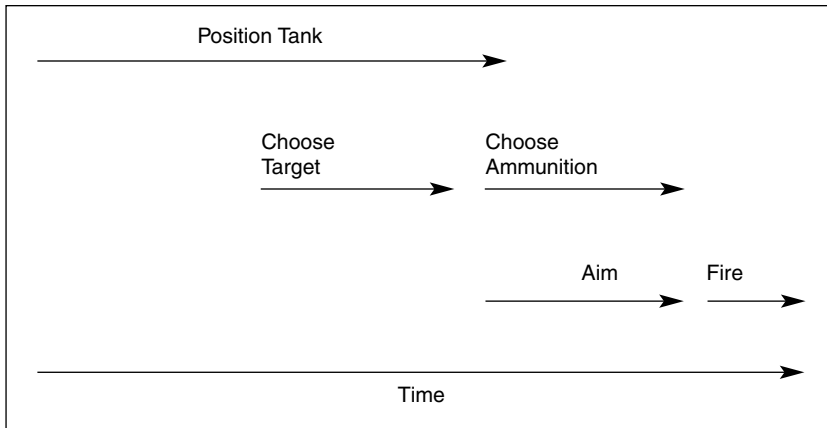 Position Tank
Choose
Target
Choose
Ammunition
Aim
Fire
Time